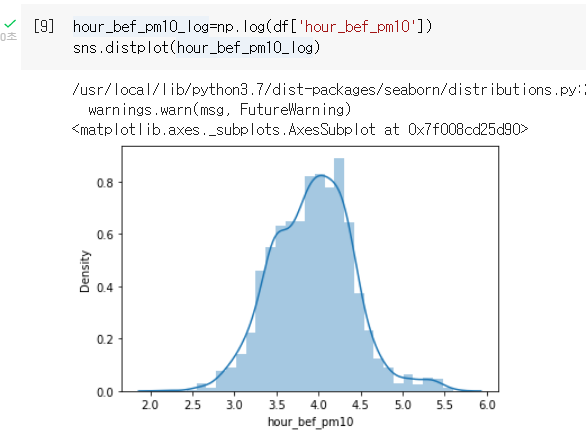 [9] hour_bef_pm10_log=np.log(df['hour_bef_pm10'])
0초 sns.distplot(hour_bef_pm10_log)
/usr/local/lib/python3.7/dist-packages/seaborn/distributions.py:2
warnings.warn(msg, FutureWarning)
<matplotlib.axes._subplots.AxesSubplot at 0x7f008cd25d90>
0.8
0.6
Density
0.4
0.2
0.0
2.0 2.5 3.0 3.5 4.0 4.5 5.0 5.5 6.0
hour_bef_pm10